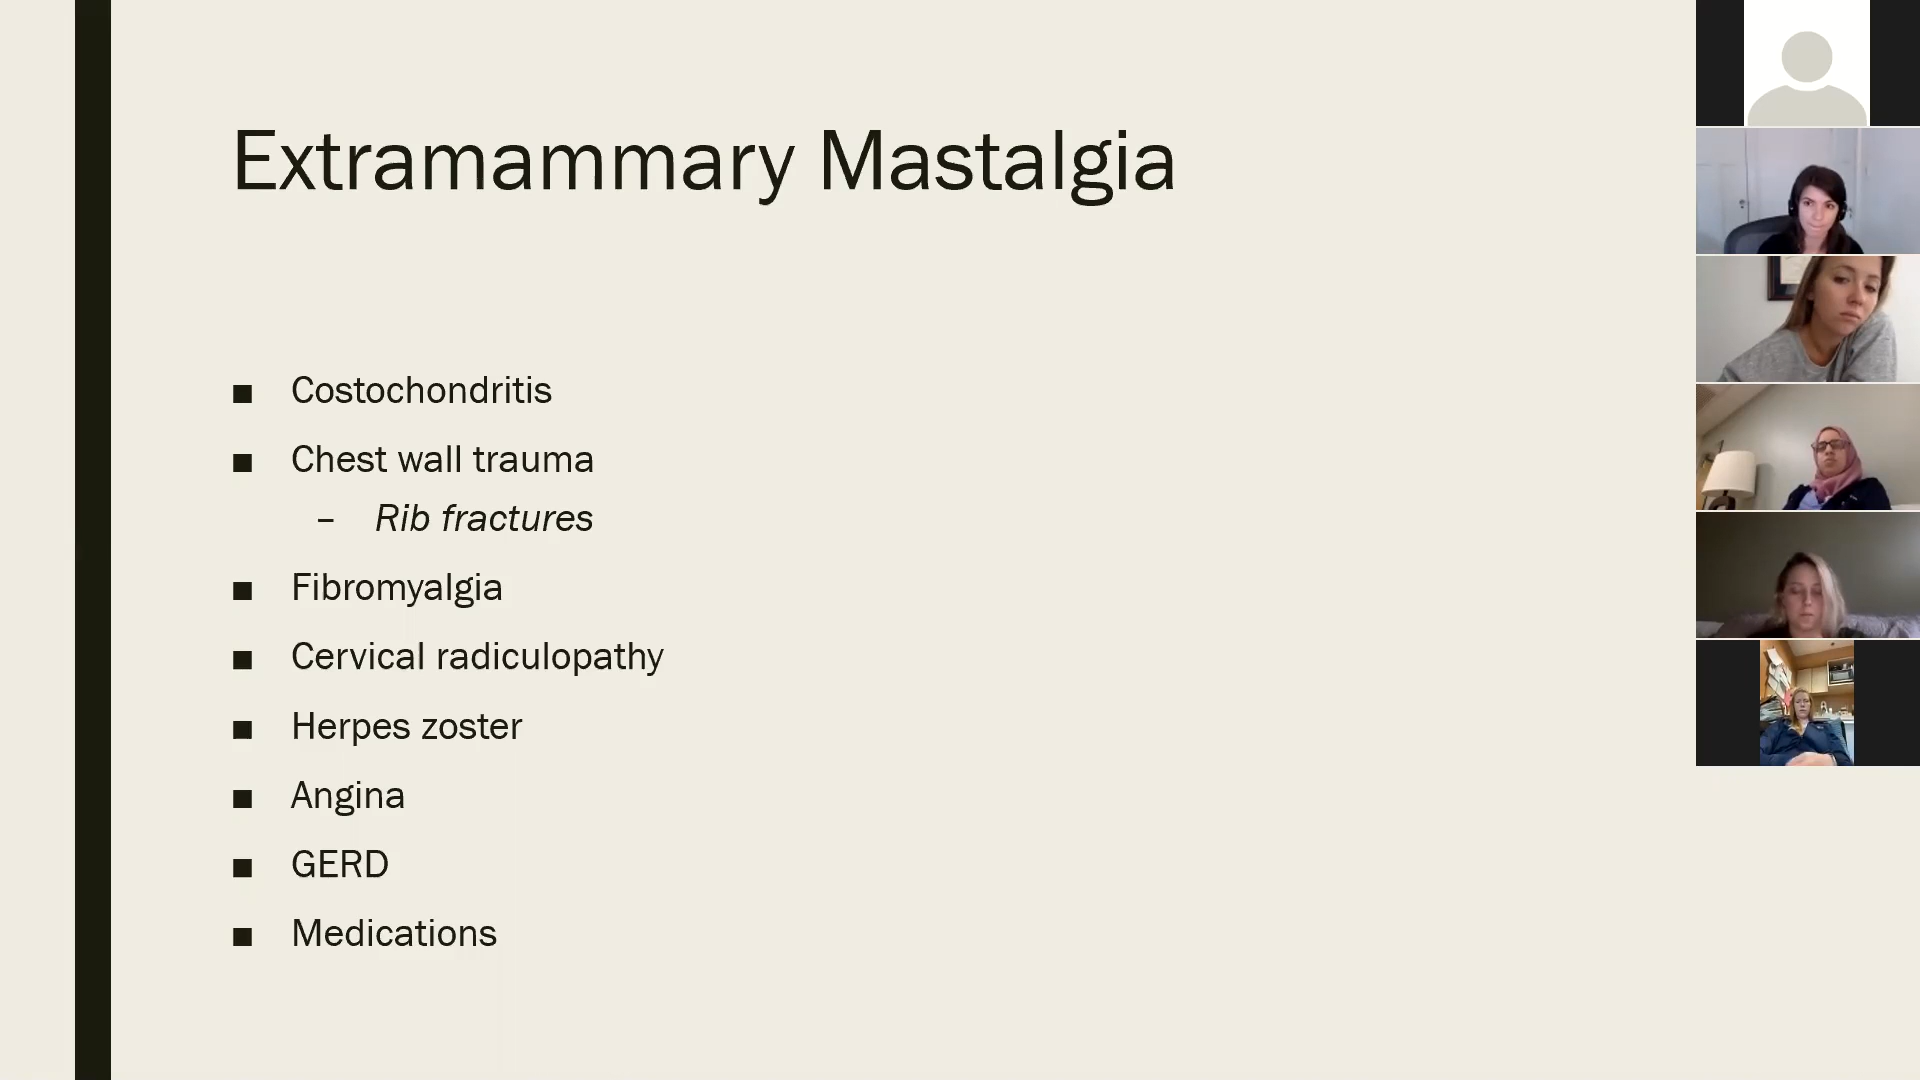 Extramammary Mastalgia
■ Costochondritis
■ Chest wall trauma
– Rib fractures
■ Fibromyalgia
■ Cervical radiculopathy
■ Herpes zoster
■ Angina
■ GERD
■ Medications